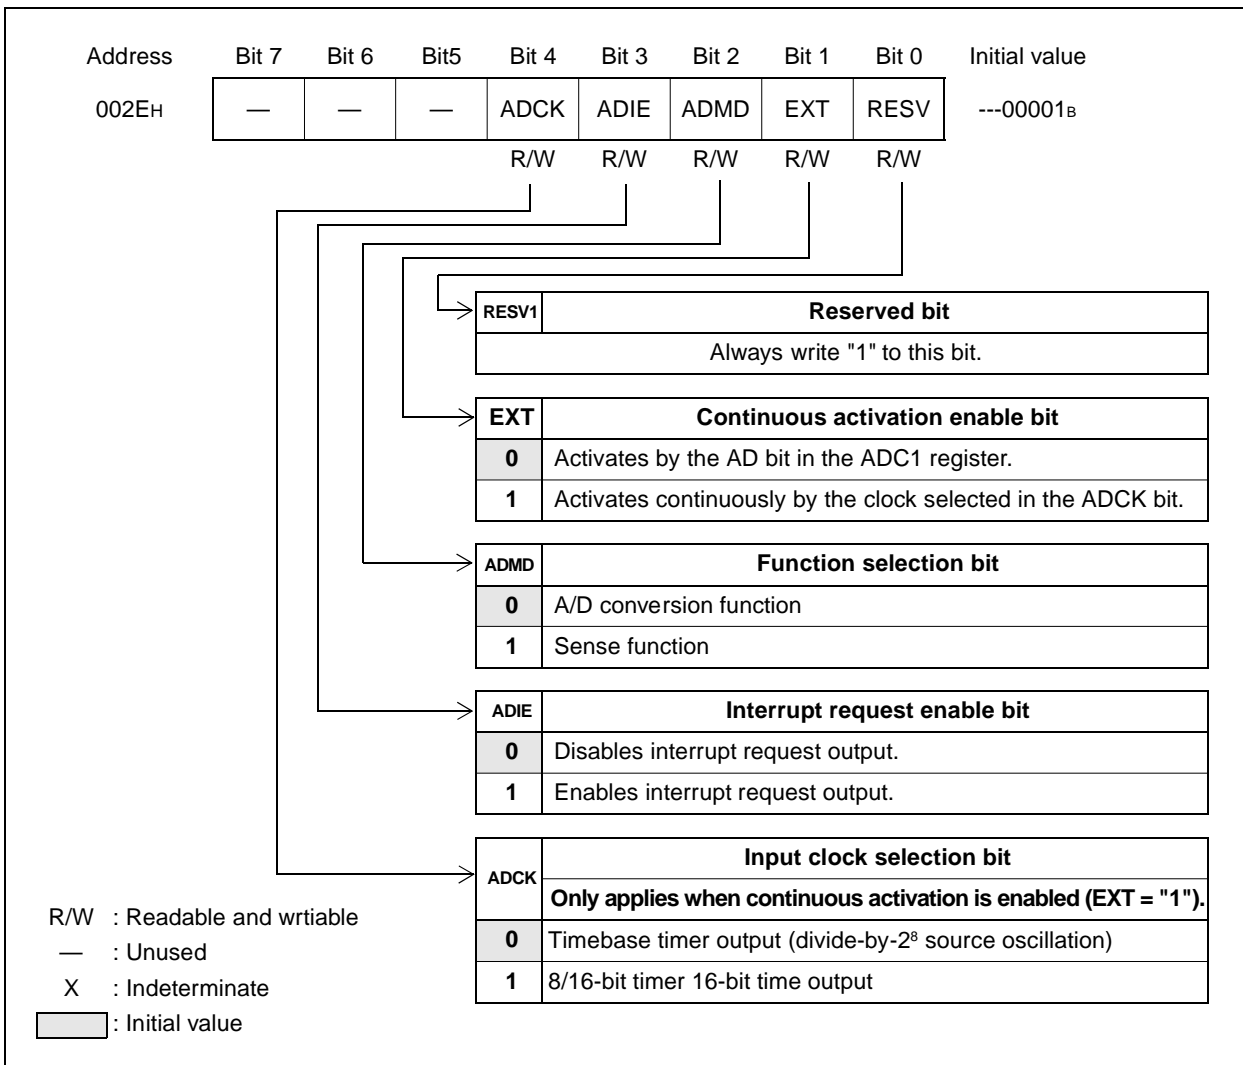 Address Bit 7 Bit 6 Bit5 Bit 4 Bit 3 Bit 2 Bit 1 Bit 0 Initial value
002EH — — — ADCK ADIE ADMD EXT RESV ---00001B
R/W R/W R/W R/W R/W
RESV1 Reserved bit
Always write "1" to this bit.
EXT Continuous activation enable bit
0 Activates by the AD bit in the ADC1 register.
1 Activates continuously by the clock selected in the ADCK bit.
ADMD Function selection bit
0 A/D conversion function
1 Sense function
ADIE Interrupt request enable bit
0 Disables interrupt request output.
1 Enables interrupt request output.
ADCK Input clock selection bit
Only applies when continuous activation is enabled (EXT = "1").
0 Timebase timer output (divide-by-2⁸ source oscillation)
1 8/16-bit timer 16-bit time output
R/W : Readable and wrtiable
— : Unused
X : Indeterminate
: Initial value